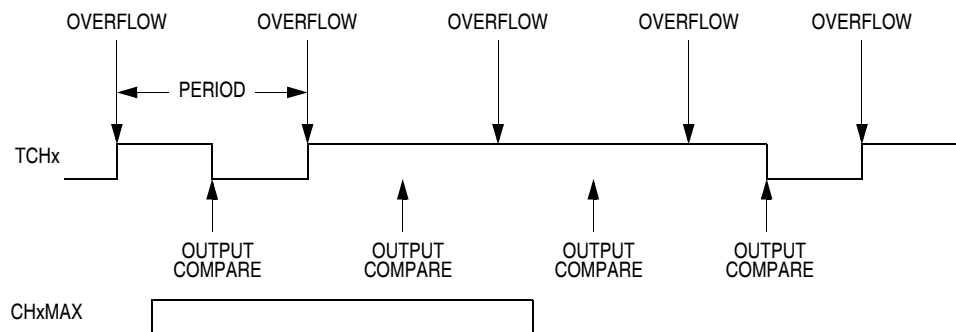 OVERFLOW OVERFLOW OVERFLOW OVERFLOW OVERFLOW
PERIOD
TCHx
OUTPUT OUTPUT OUTPUT OUTPUT
COMPARE COMPARE COMPARE COMPARE
CHxMAX